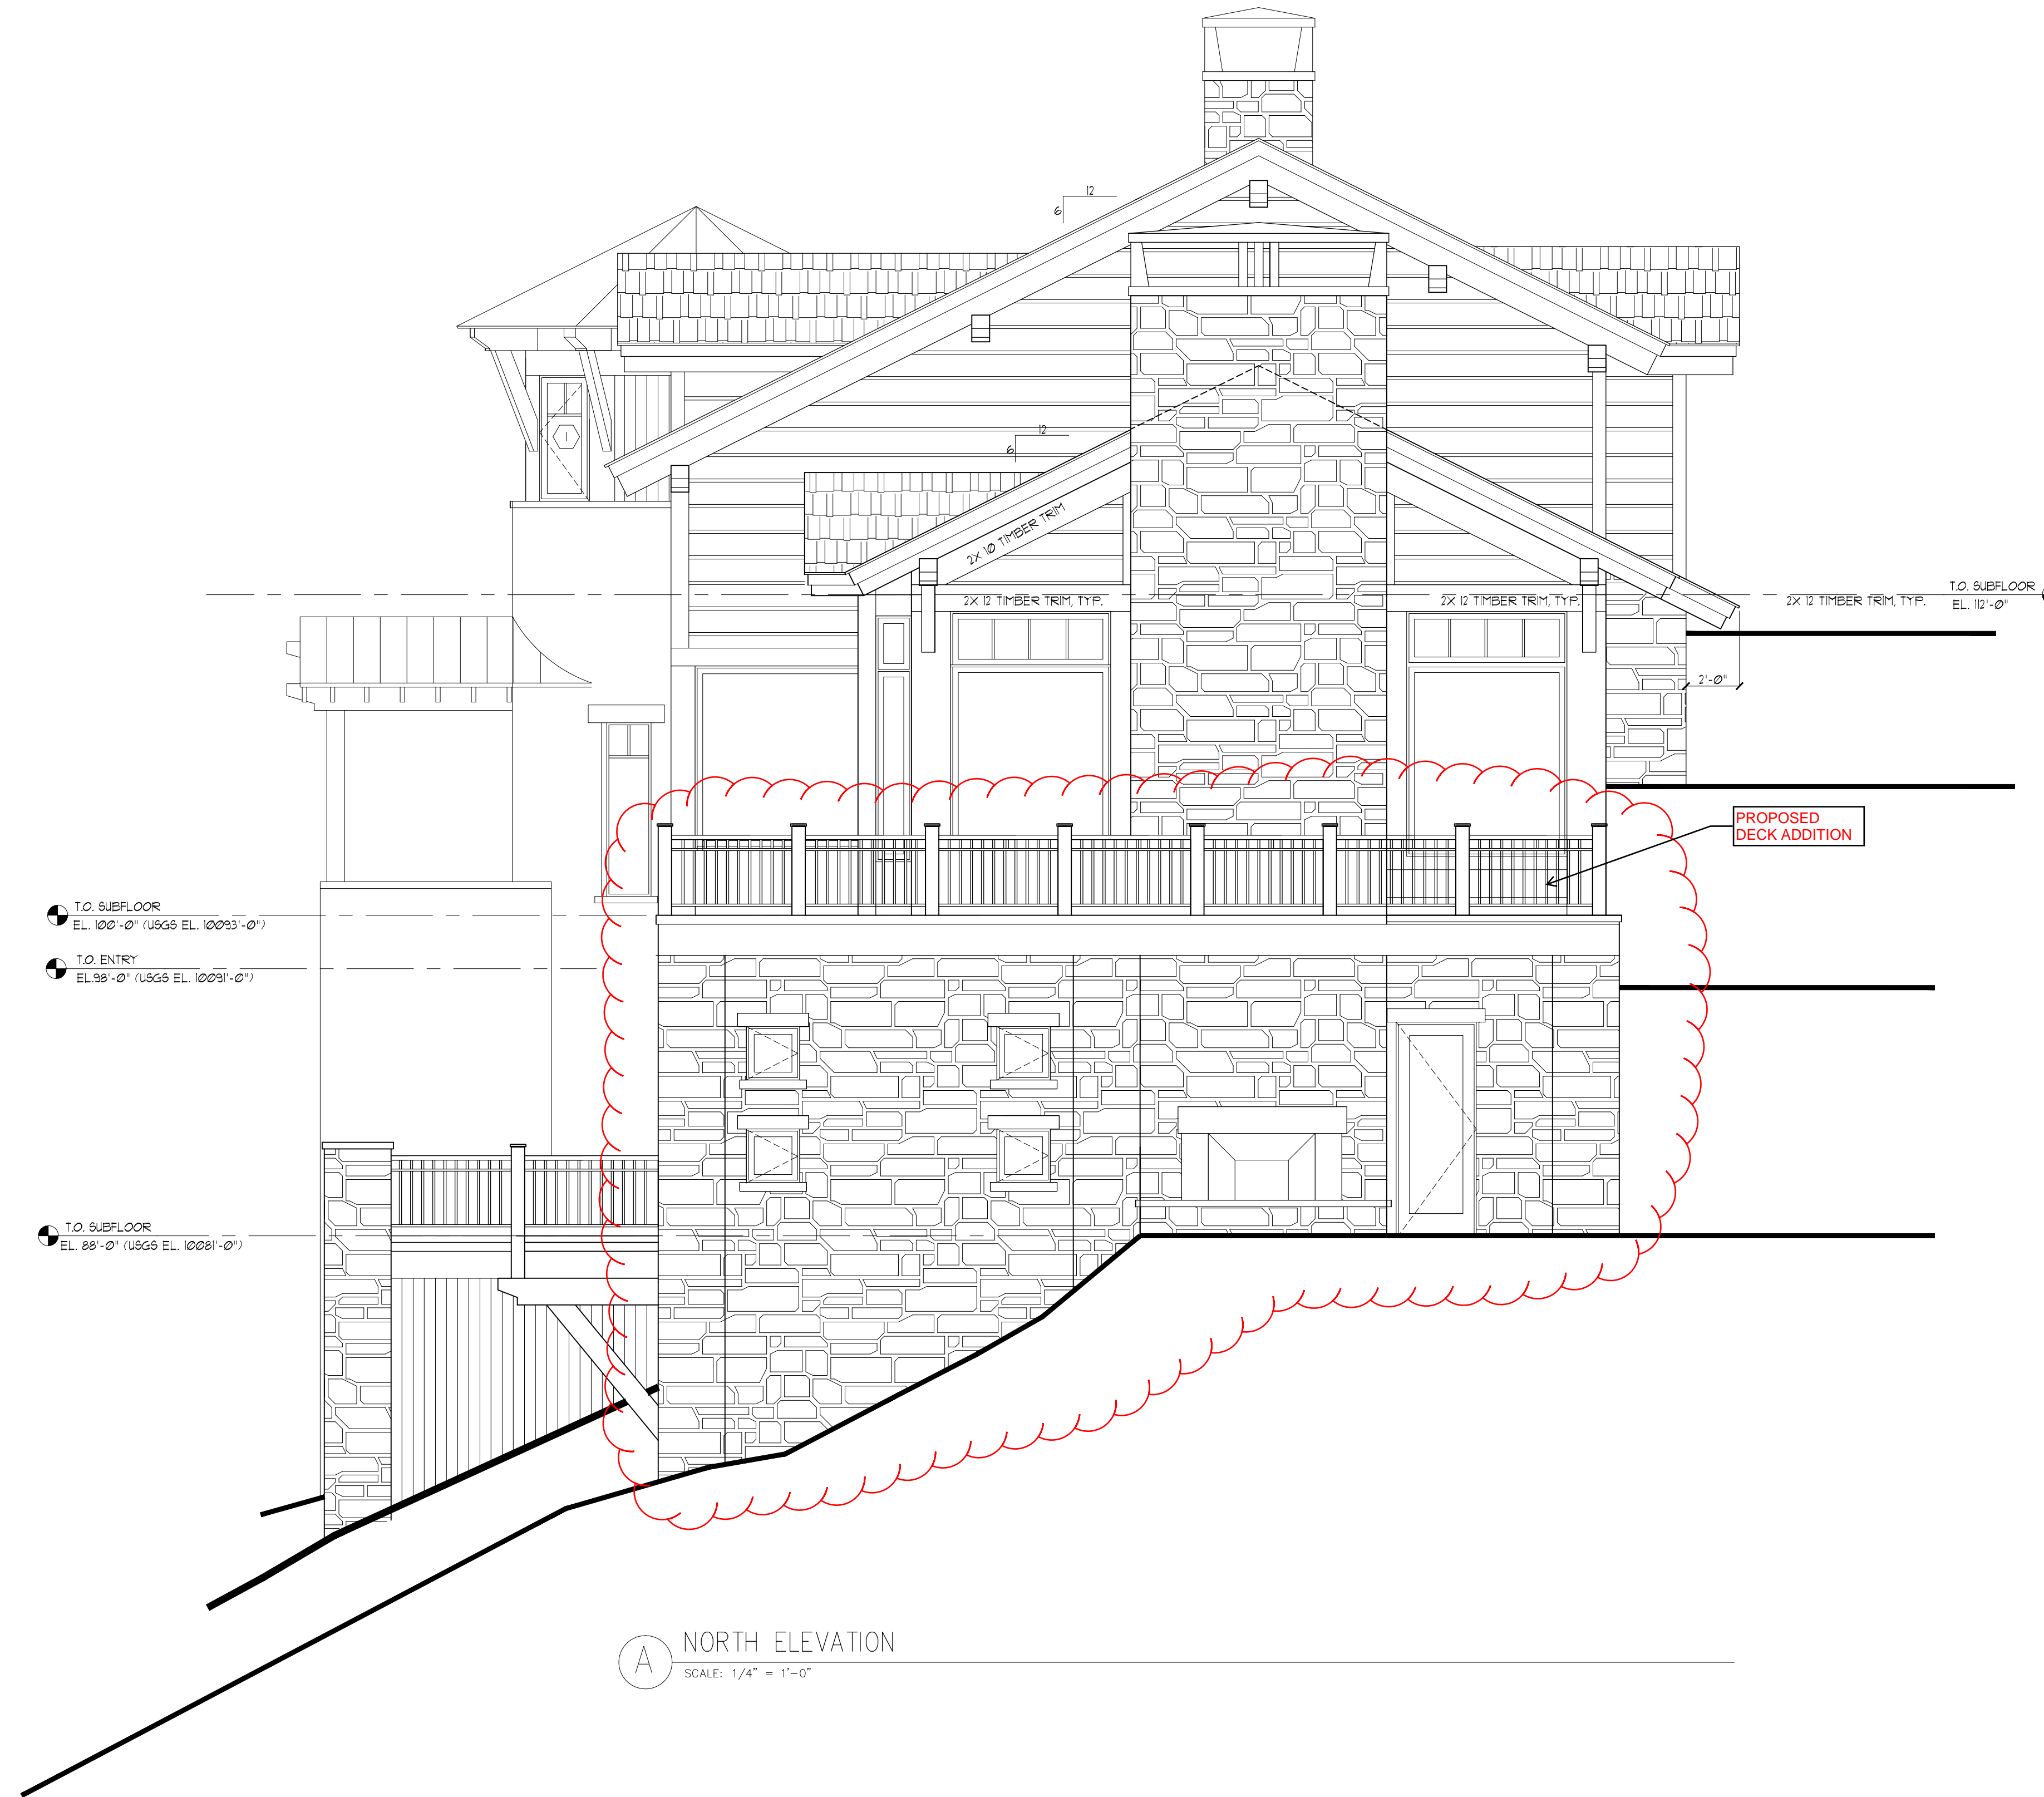 12
6
12
6
2X 10 TIMBER TRIM
2X 12 TIMBER TRIM, TYP.
2X 12 TIMBER TRIM, TYP.
2X 12 TIMBER TRIM, TYP.
T.O. SUBFLOOR
EL. 112'-0"
2'-0"
PROPOSED
DECK ADDITION
T.O. SUBFLOOR
EL. 100'-0" (USGS EL. 10093'-0")
T.O. ENTRY
EL.98'-0" (USGS EL. 10091'-0")
T.O. SUBFLOOR
EL. 88'-0" (USGS EL. 10081'-0")
A
NORTH ELEVATION
SCALE: 1/4" = 1'-0"